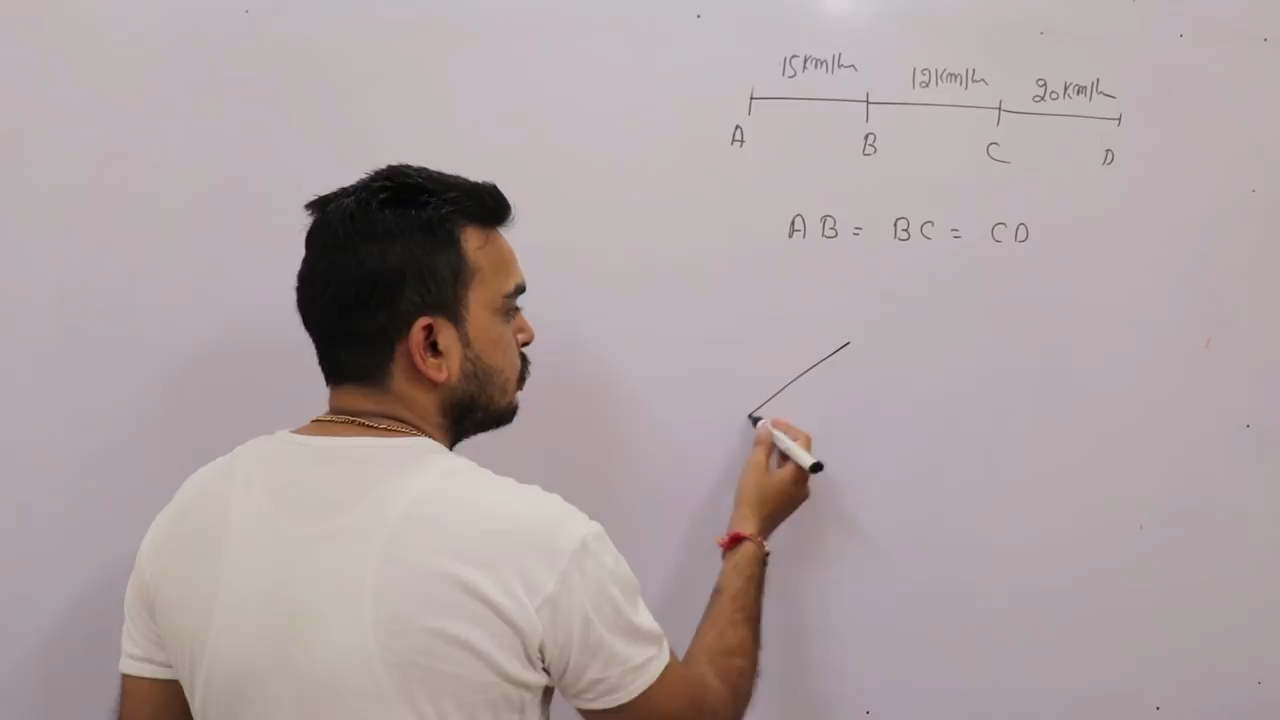 15Km/h 12Km/h 20Km/h
A B C D
AB = BC = CD